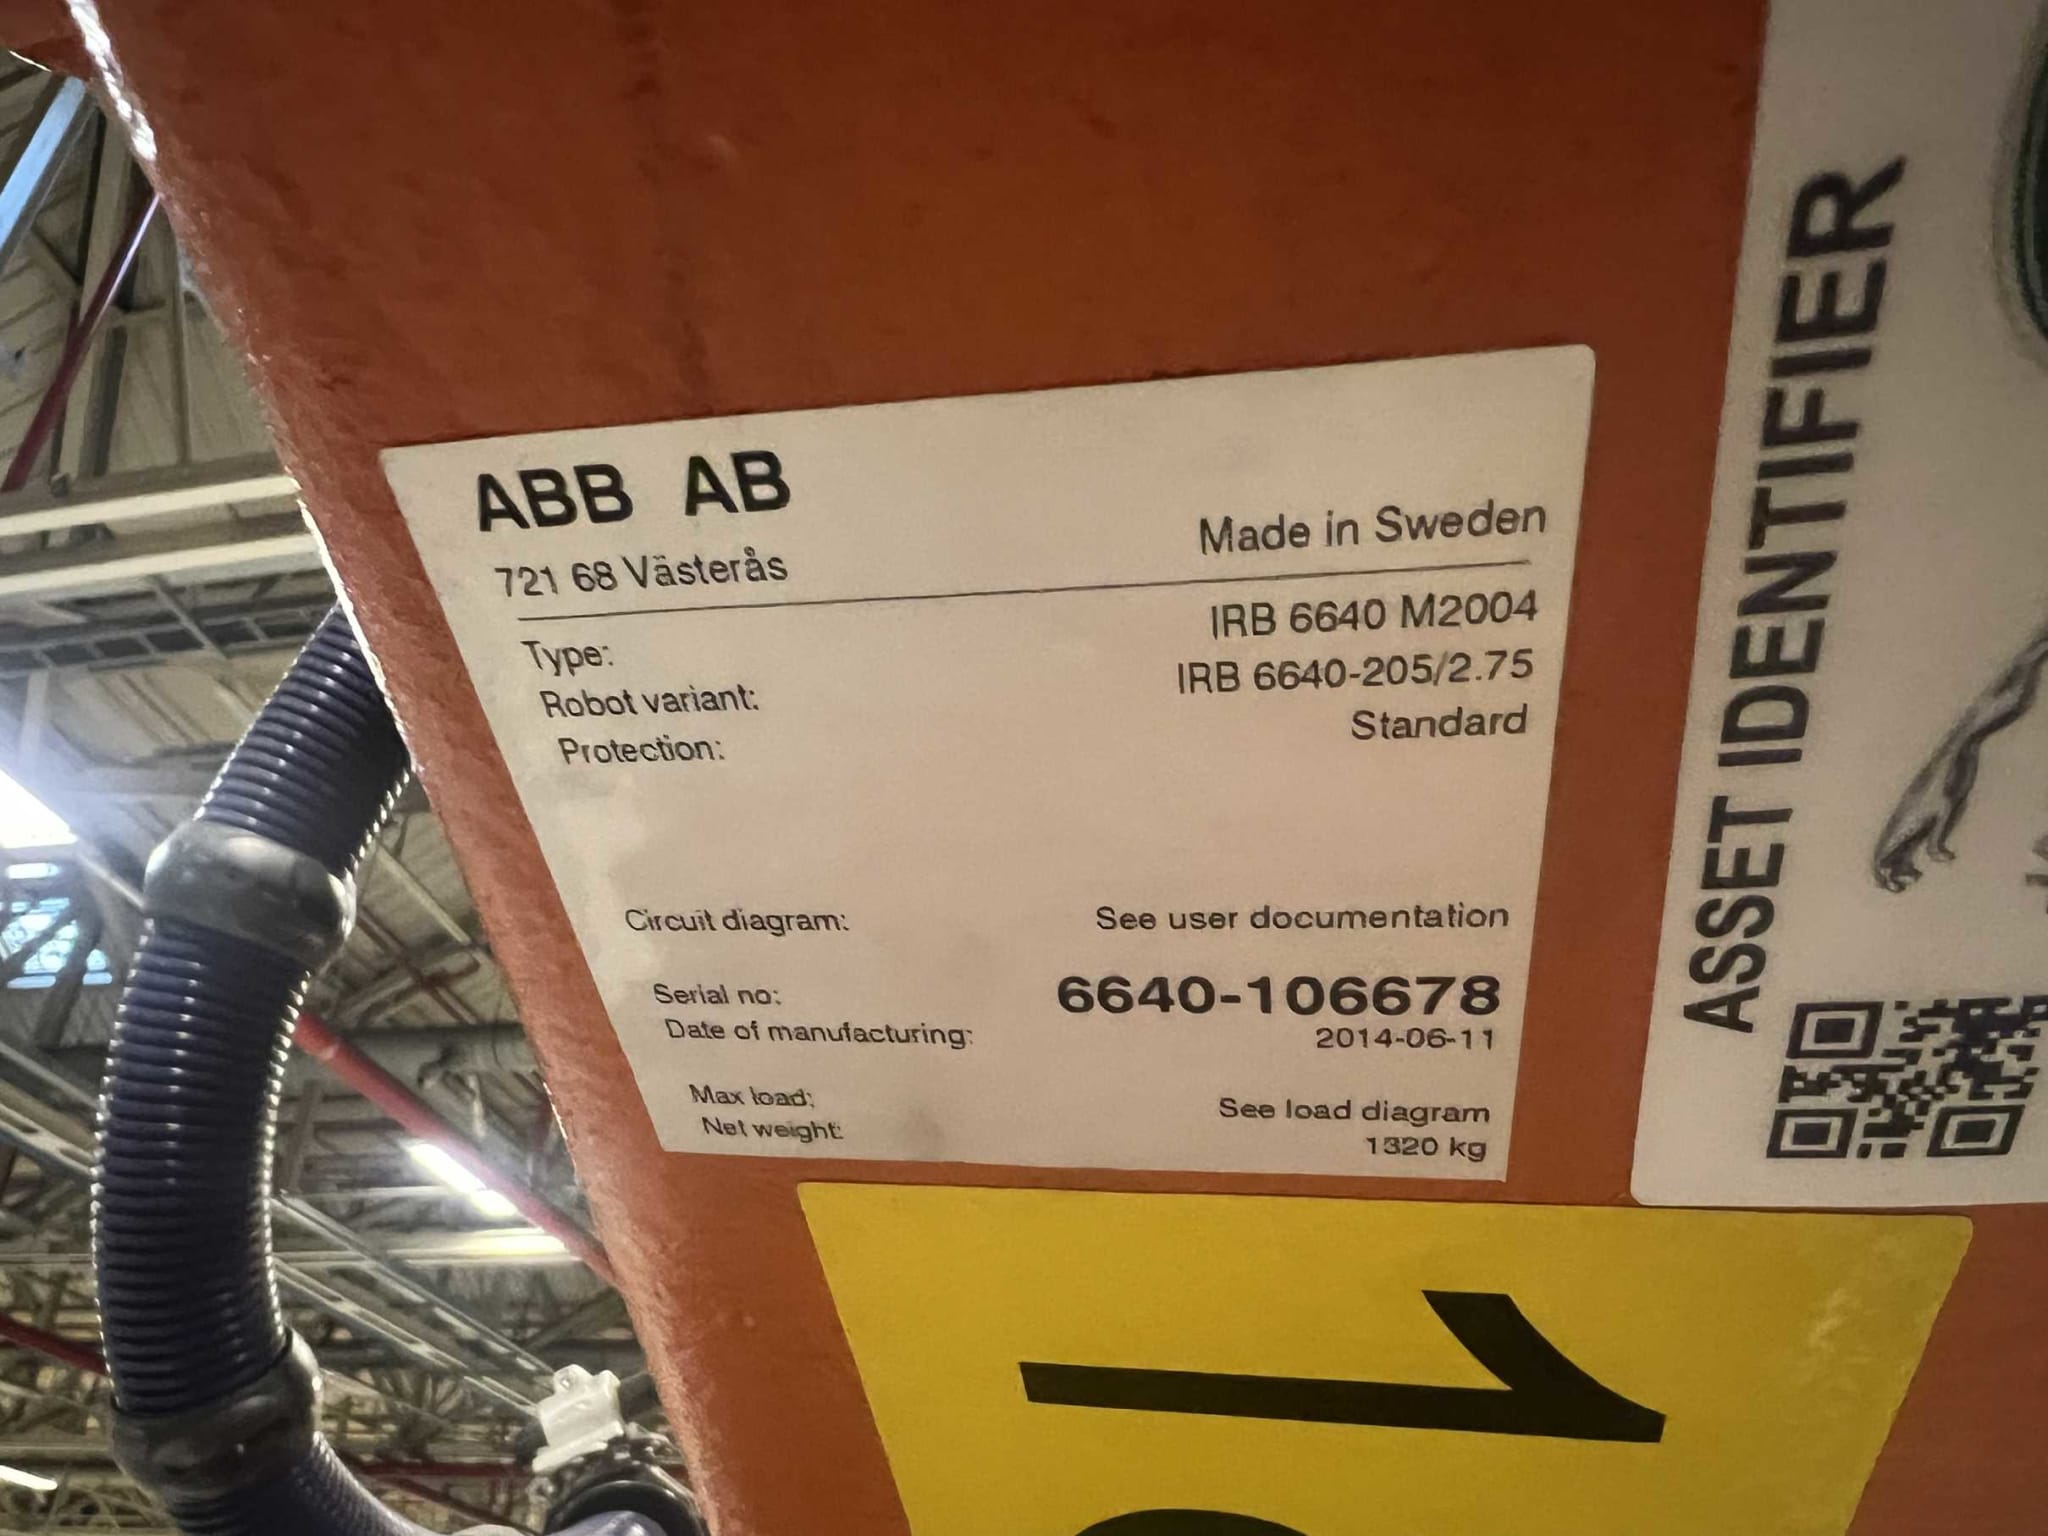 ABB AB
721 68 Västerås
Made in Sweden
Type: IRB 6640 M2004
Robot variant: IRB 6640-205/2.75
Protection: Standard
Circuit diagram: See user documentation
Serial no: 6640-106678
Date of manufacturing: 2014-06-11
Max load: See load diagram
Net weight: 1320 kg
ASSET IDENTIFIER
1